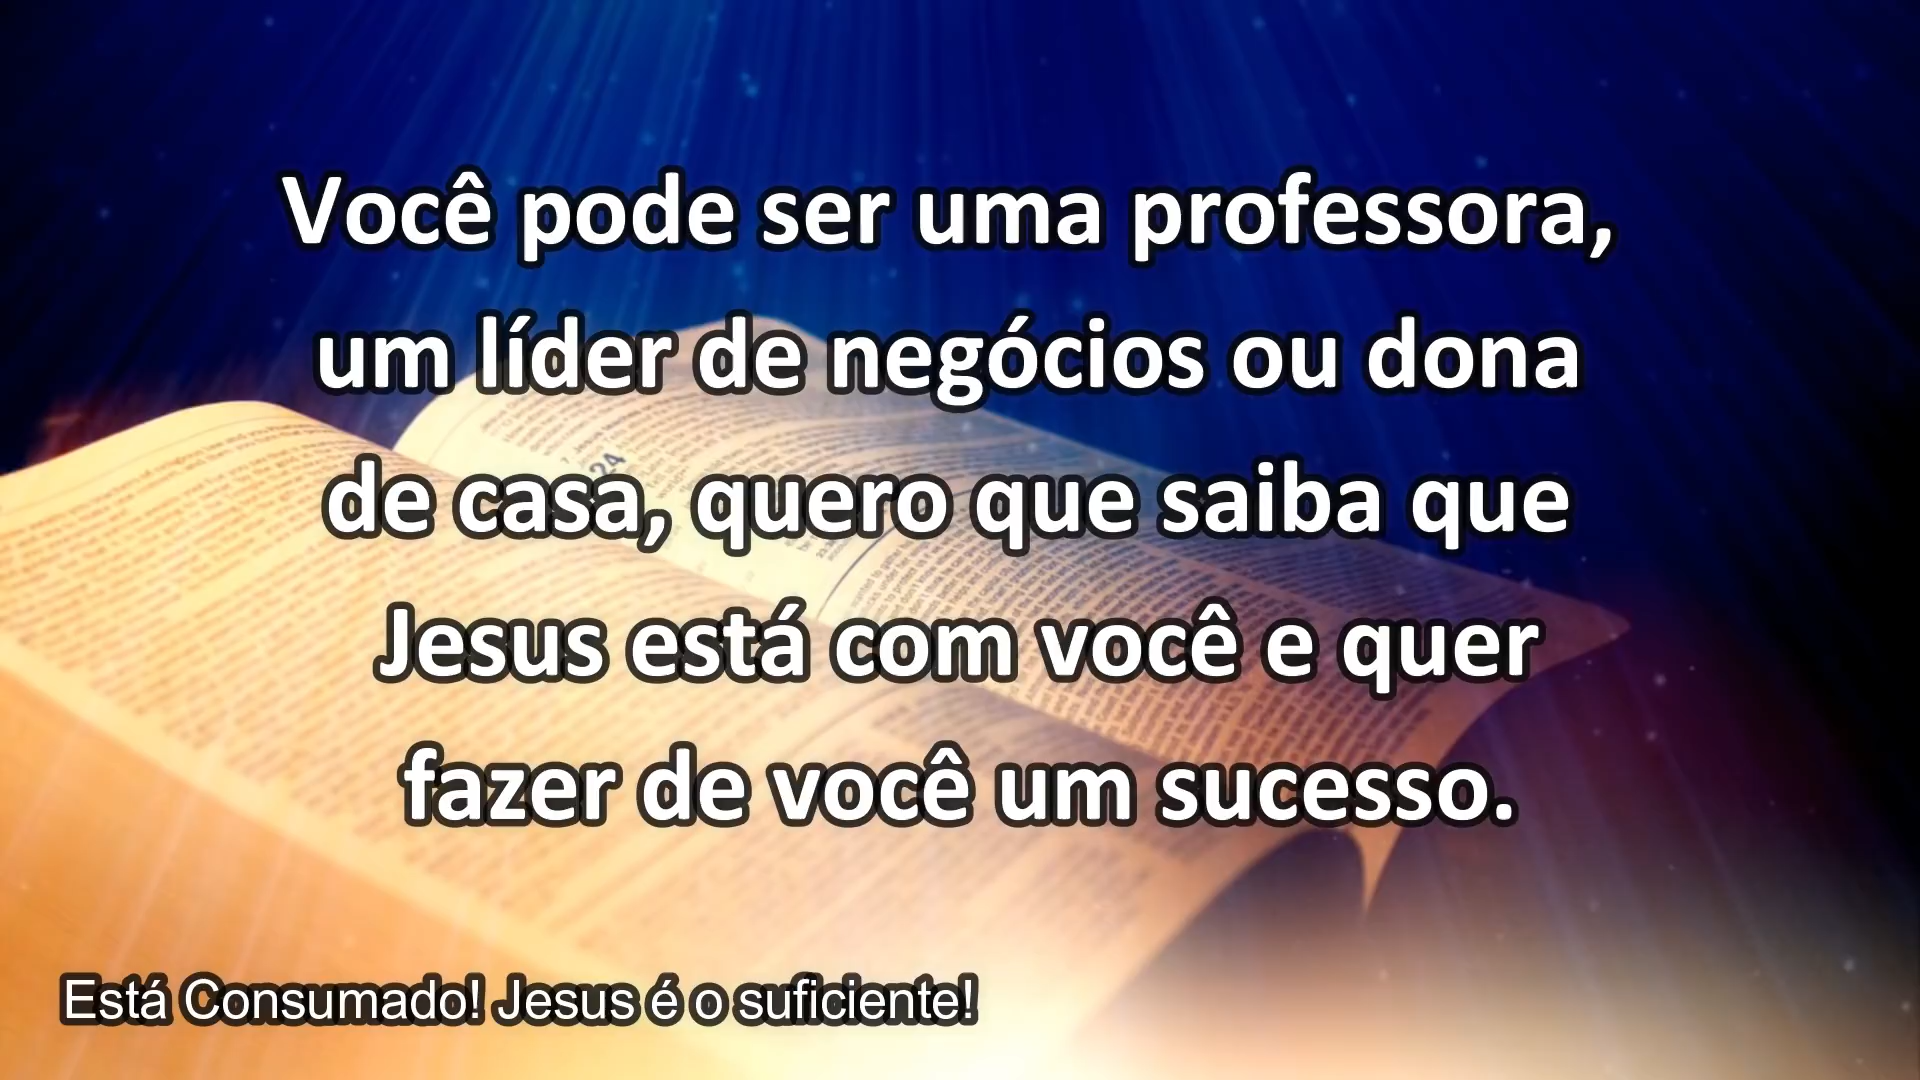 Você pode ser uma professora,
um líder de negócios ou dona
de casa, quero que saiba que
Jesus está com você e quer
fazer de você um sucesso.
Está Consumado! Jesus é o suficiente!
24